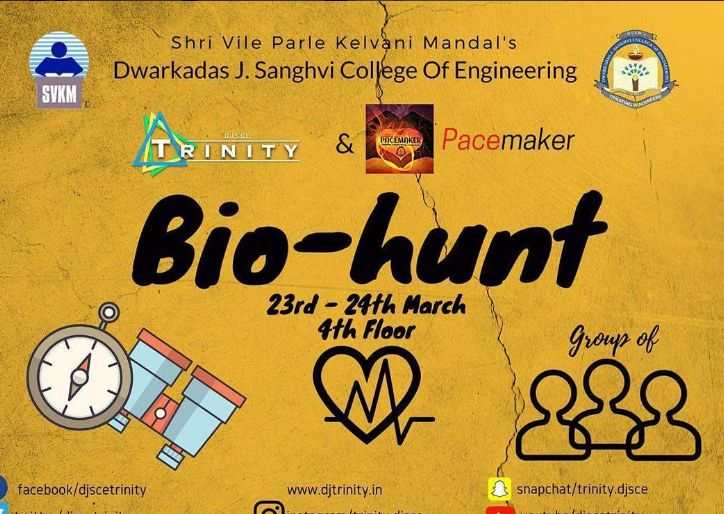 Shri Vile Parle Kelvani Mandal's
Dwarkadas J. Sanghvi College Of Engineering
SVKM
DJSCE
TRINITY
&
PACEMAKER
Pacemaker
Bio-hunt
23rd - 24th March
4th Floor
Group of
facebook/djscetrinity
www.djtrinity.in
snapchat/trinity.djsce